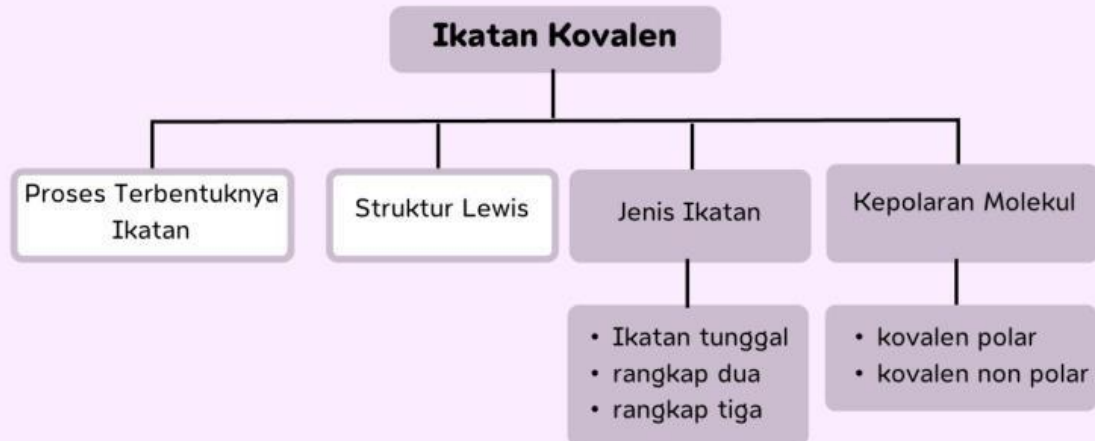 Ikatan Kovalen
Proses Terbentuknya
Ikatan
Struktur Lewis
Jenis Ikatan
Kepolaran Molekul
• Ikatan tunggal
• rangkap dua
• rangkap tiga
• kovalen polar
• kovalen non polar